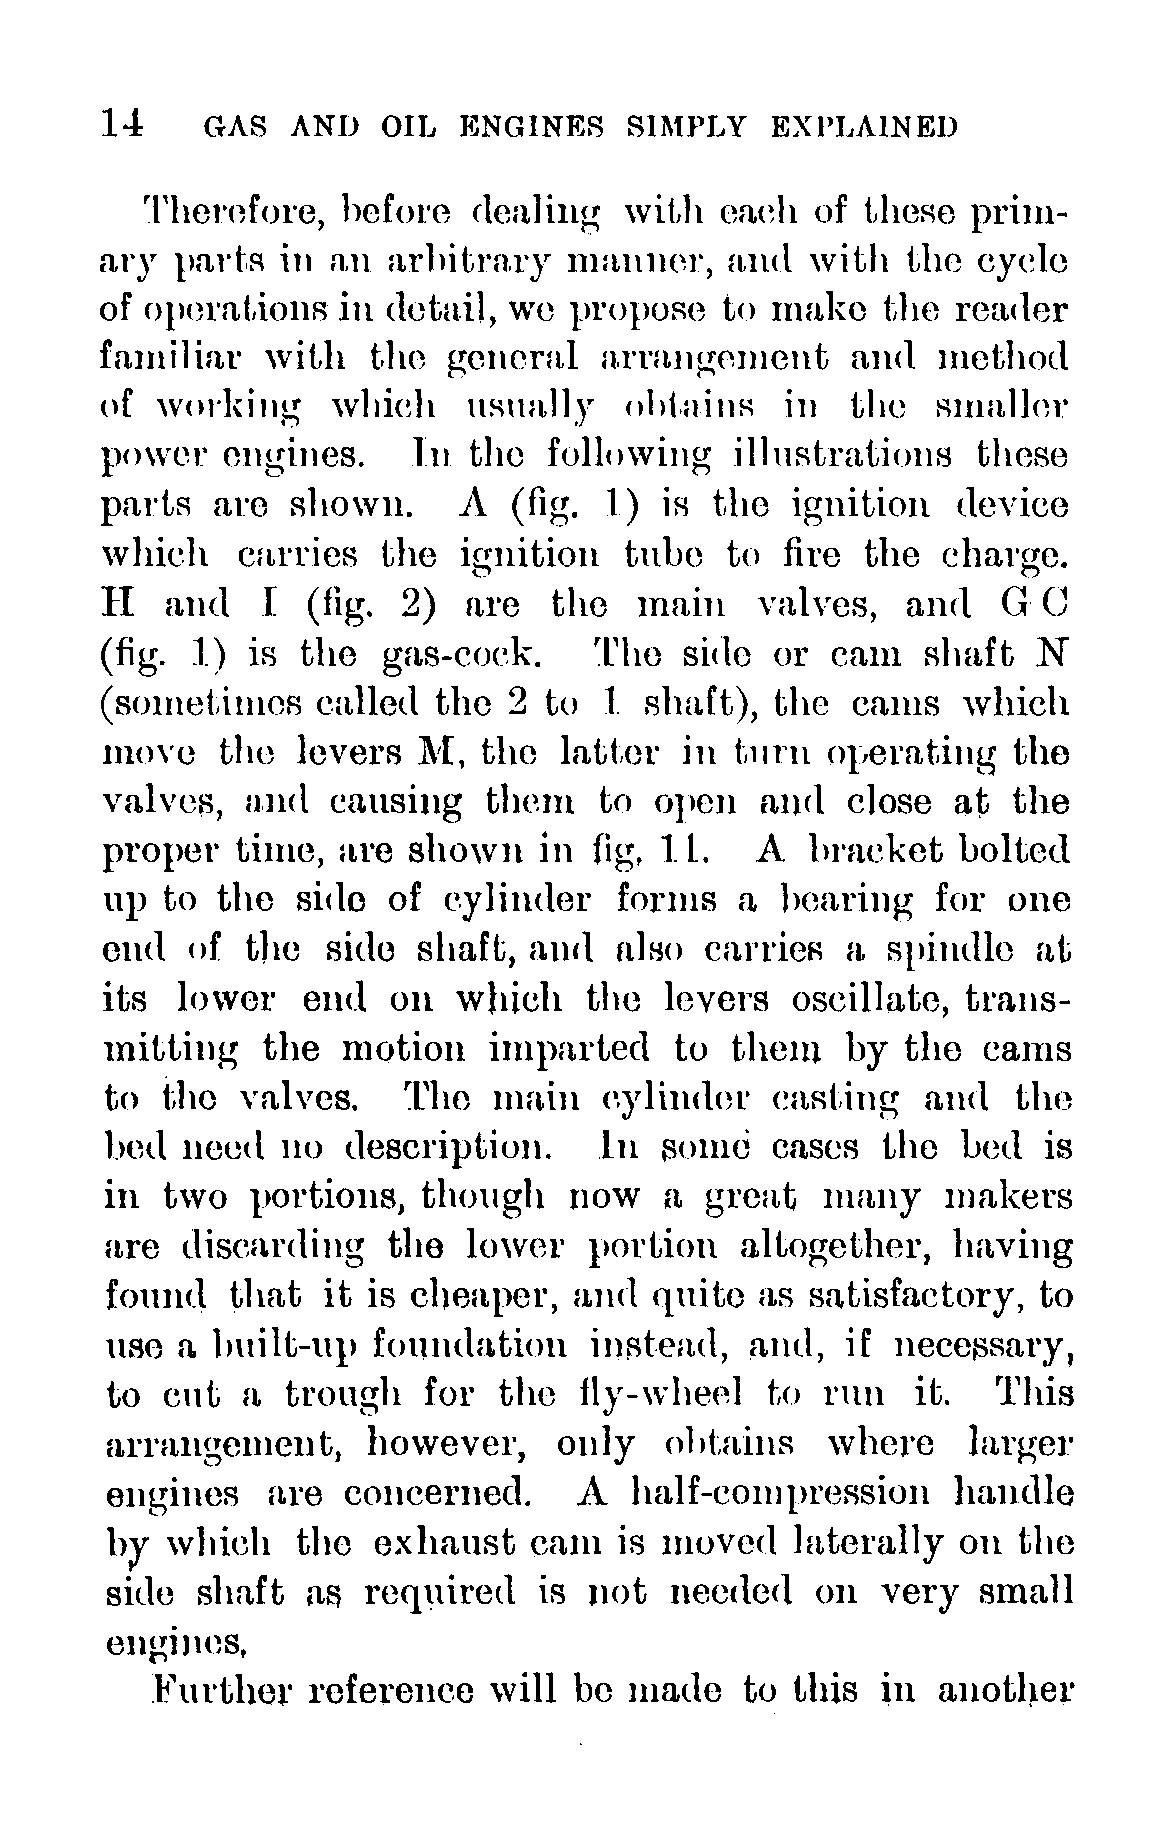 14 GAS AND OIL ENGINES SIMPLY EXPLAINED
Therefore, before dealing with each of these prim-
ary parts in an arbitrary manner, and with the cycle
of operations in detail, we propose to make the reader
familiar with the general arrangement and method
of working which usually obtains in the smaller
power engines. In the following illustrations these
parts are shown. A (fig. 1) is the ignition device
which carries the ignition tube to fire the charge.
H and I (fig. 2) are the main valves, and G C
(fig. 1) is the gas-cock. The side or cam shaft N
(sometimes called the 2 to 1 shaft), the cams which
move the levers M, the latter in turn operating the
valves, and causing them to open and close at the
proper time, are shown in fig. 11. A bracket bolted
up to the side of cylinder forms a bearing for one
end of the side shaft, and also carries a spindle at
its lower end on which the levers oscillate, trans-
mitting the motion imparted to them by the cams
to the valves. The main cylinder casting and the
bed need no description. In some cases the bed is
in two portions, though now a great many makers
are discarding the lower portion altogether, having
found that it is cheaper, and quite as satisfactory, to
use a built-up foundation instead, and, if necessary,
to cut a trough for the fly-wheel to run it. This
arrangement, however, only obtains where larger
engines are concerned. A half-compression handle
by which the exhaust cam is moved laterally on the
side shaft as required is not needed on very small
engines.
Further reference will be made to this in another